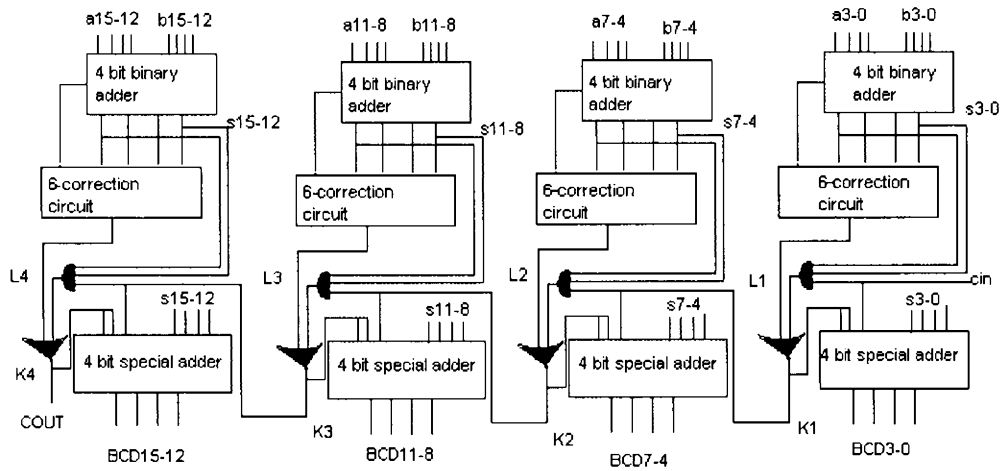 a15-12 b15-12 a11-8 b11-8 a7-4 b7-4 a3-0 b3-0
4 bit binary
adder
4 bit binary
adder
4 bit binary
adder
4 bit binary
adder
s15-12 s11-8 s7-4 s3-0
6-correction
circuit
6-correction
circuit
6-correction
circuit
6-correction
circuit
L4 L3 L2 L1 cin
s15-12 s11-8 s7-4 s3-0
4 bit special adder 4 bit special adder 4 bit special adder 4 bit special adder
K4 K3 K2 K1
COUT
BCD15-12 BCD11-8 BCD7-4 BCD3-0